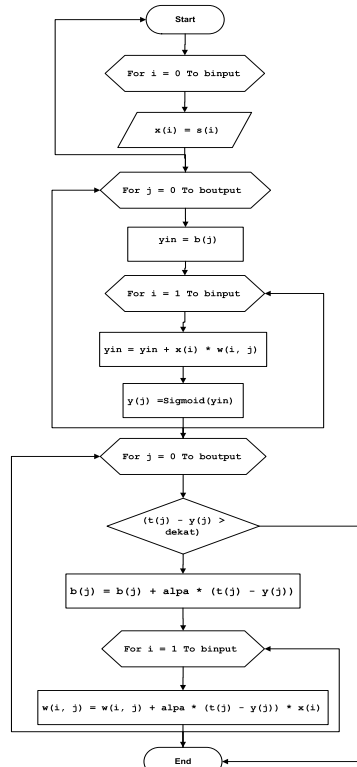 Start
For i = 0 To binput
x(i) = s(i)
For j = 0 To boutput
yin = b(j)
For i = 1 To binput
yin = yin + x(i) * w(i, j)
y(j) =Sigmoid(yin)
For j = 0 To boutput
(t(j) - y(j) >
dekat)
b(j) = b(j) + alpa * (t(j) - y(j))
For i = 1 To binput
w(i, j) = w(i, j) + alpa * (t(j) - y(j)) * x(i)
End